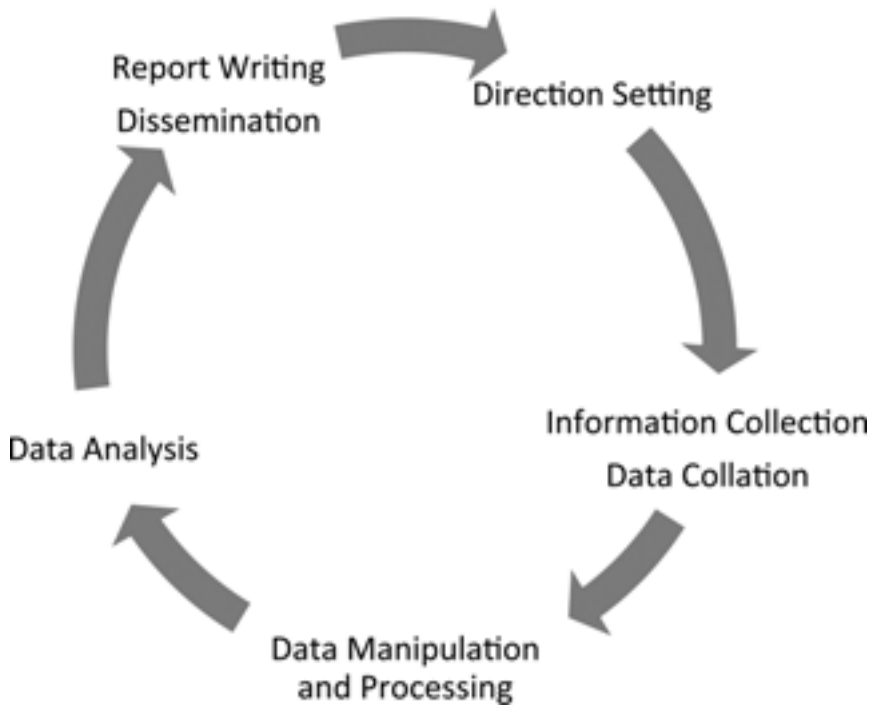 Report Writing
Dissemination
Direction Setting
Information Collection
Data Collation
Data Manipulation
and Processing
Data Analysis